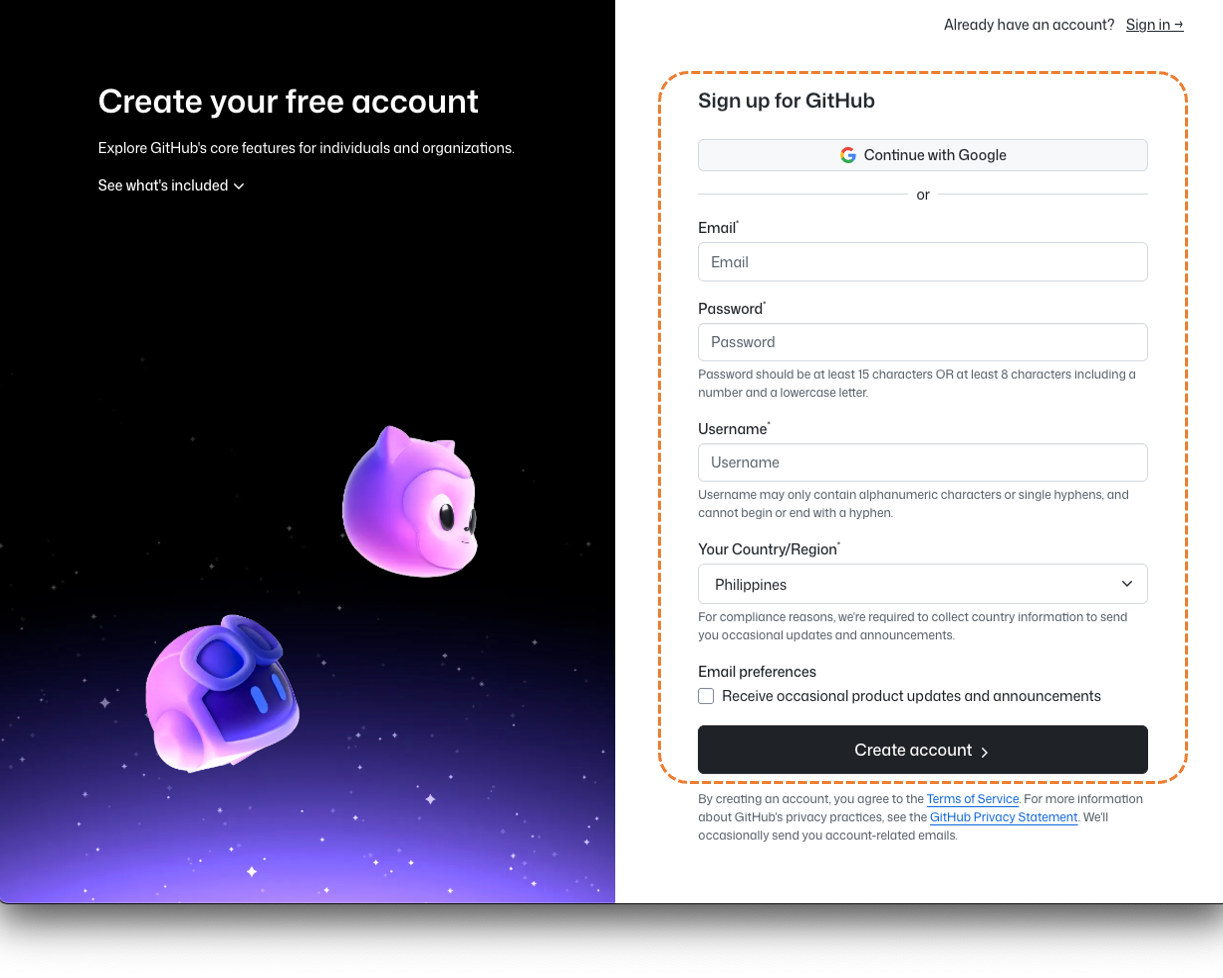 Already have an account? Sign in →
Create your free account
Explore GitHub's core features for individuals and organizations.
See what's included
Sign up for GitHub
Continue with Google
or
Email*
Email
Password*
Password
Password should be at least 15 characters OR at least 8 characters including a
number and a lowercase letter.
Username*
Username
Username may only contain alphanumeric characters or single hyphens, and
cannot begin or end with a hyphen.
Your Country/Region*
Philippines
For compliance reasons, we're required to collect country information to send
you occasional updates and announcements.
Email preferences
Receive occasional product updates and announcements
Create account
By creating an account, you agree to the Terms of Service. For more information
about GitHub's privacy practices, see the GitHub Privacy Statement. We'll
occasionally send you account-related emails.